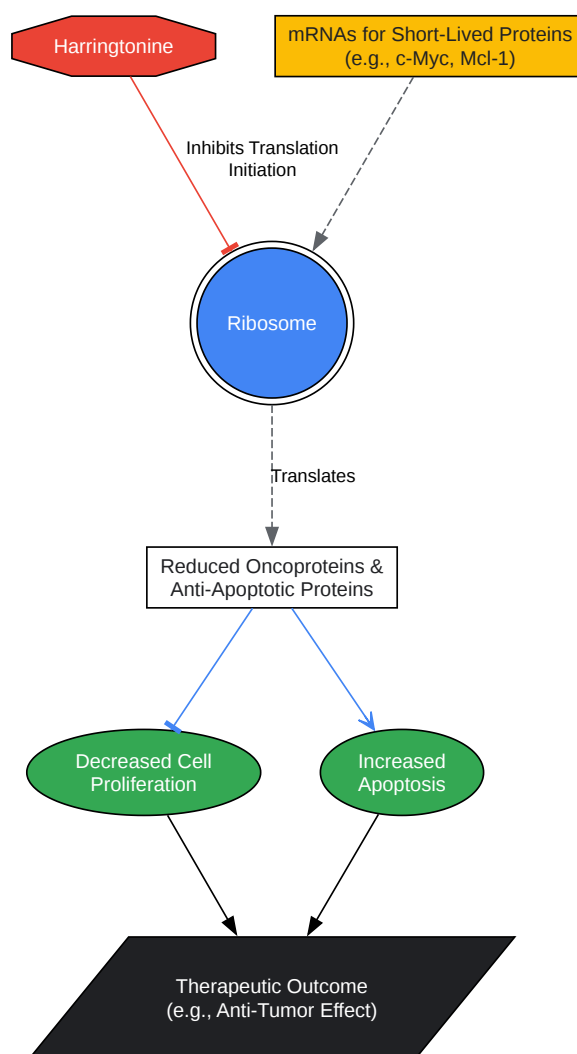 Harringtonine
mRNAs for Short-Lived Proteins
(e.g., c-Myc, Mcl-1)
Inhibits Translation
Initiation
Ribosome
Translates
Reduced Oncoproteins &
Anti-Apoptotic Proteins
Decreased Cell
Proliferation
Increased
Apoptosis
Therapeutic Outcome
(e.g., Anti-Tumor Effect)